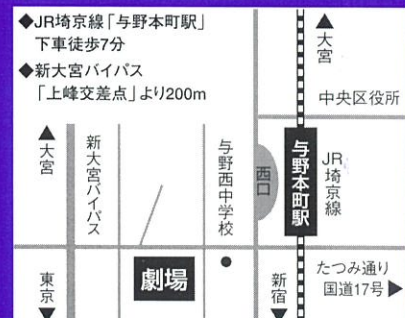 ◆JR埼京線「与野本町駅」
下車徒歩7分
◆新大宮バイパス
「上峰交差点」より200m
▲大宮
中央区役所
▲大宮
新大宮バイパス
与野西中学校
西口
与野本町駅
JR埼京線
東京▼
劇場
新宿▼
たつみ通り
国道17号▶